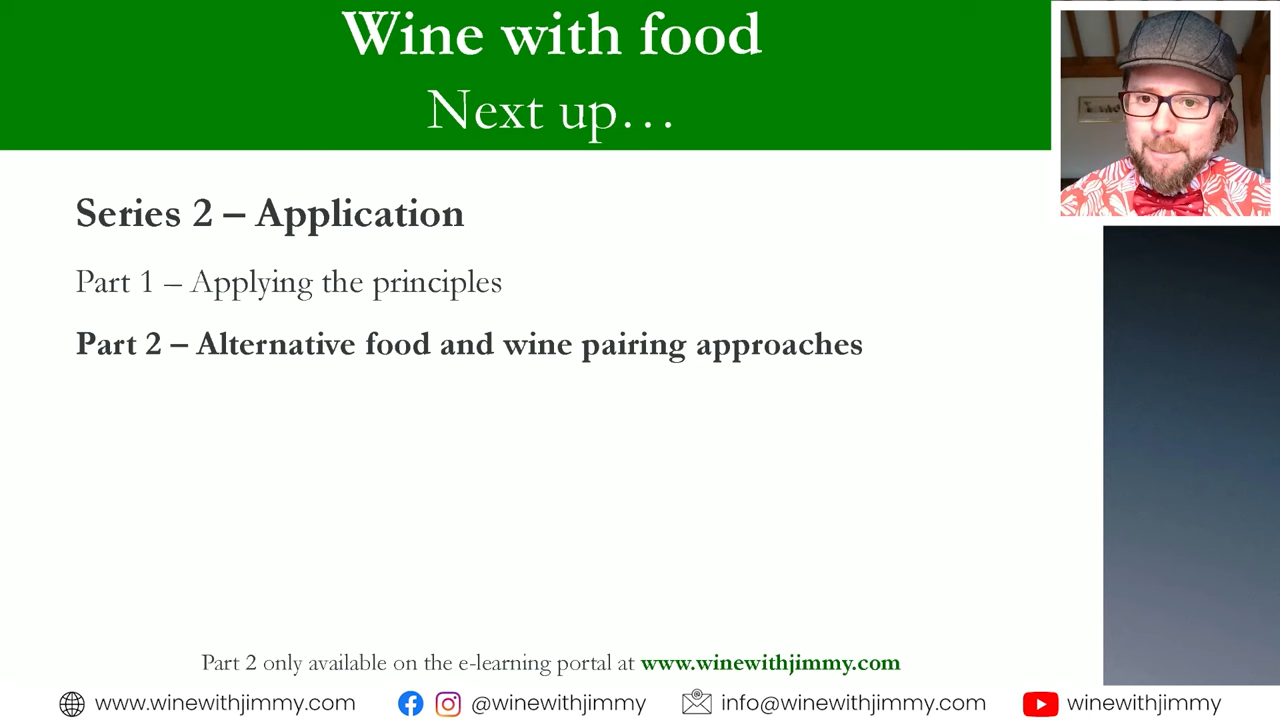 Wine with food
Next up…
Series 2 – Application
Part 1 – Applying the principles
Part 2 – Alternative food and wine pairing approaches
Part 2 only available on the e-learning portal at www.winewithjimmy.com
www.winewithjimmy.com @winewithjimmy info@winewithjimmy.com winewithjimmy